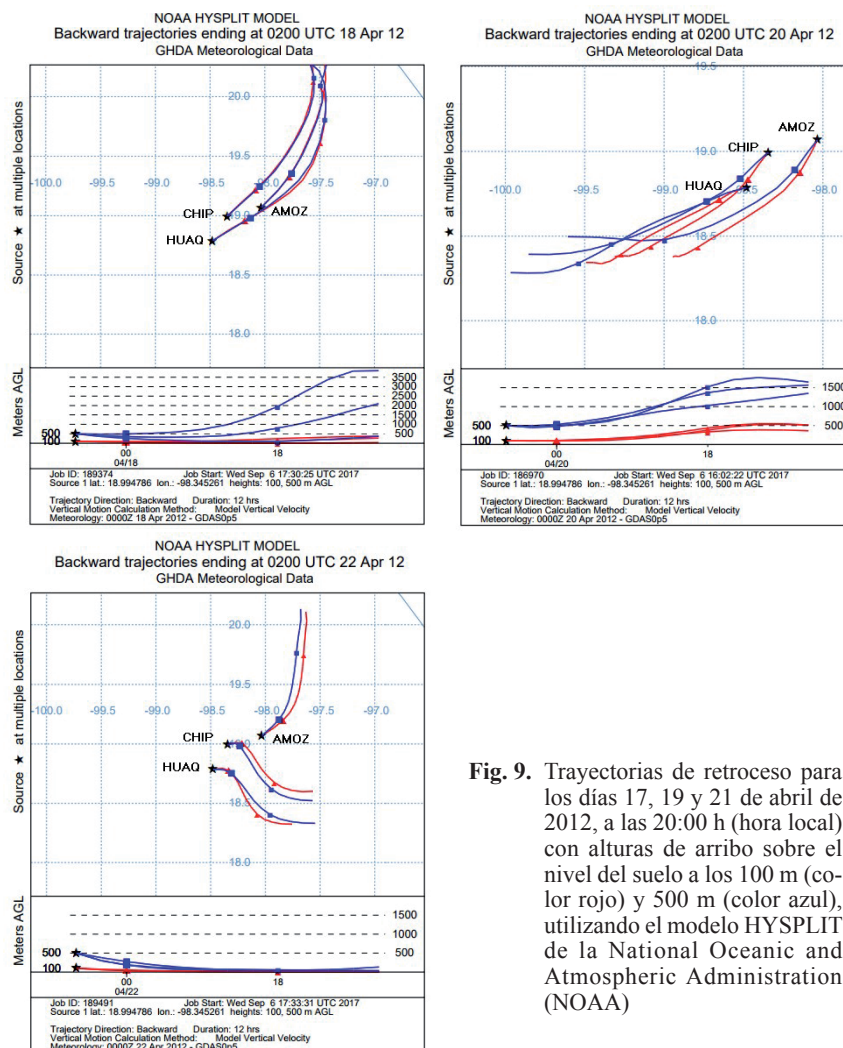 NOAA HYSPLIT MODEL
Backward trajectories ending at 0200 UTC 18 Apr 12
GHDA Meteorological Data
Source ★ at multiple locations
20.0
19.5
-100.0 -99.5 -99.0 -98.5 -98.0 -97.5 -97.0
CHIP
19.0
AMOZ
HUAQ
18.5
18.0
Meters AGL
3500
3000
2500
2000
1500
1000
500 500
100
00 18
04/18
Job ID: 189374 Job Start: Wed Sep 6 17:30:25 UTC 2017
Source 1 lat.: 18.994786 lon.: -98.345261 heights: 100, 500 m AGL
Trajectory Direction: Backward Duration: 12 hrs
Vertical Motion Calculation Method: Model Vertical Velocity
Meteorology: 0000Z 18 Apr 2012 - GDAS0p5
NOAA HYSPLIT MODEL
Backward trajectories ending at 0200 UTC 20 Apr 12
GHDA Meteorological Data
Source ★ at multiple locations
19.5
AMOZ
19.0
CHIP
-100.0 -99.5 -99.0 -98.5 -98.0
HUAQ
18.5
18.0
Meters AGL
1500
1000
500 500
100
00 18
04/20
Job ID: 186970 Job Start: Wed Sep 6 16:02:22 UTC 2017
Source 1 lat.: 18.994786 lon.: -98.345261 heights: 100, 500 m AGL
Trajectory Direction: Backward Duration: 12 hrs
Vertical Motion Calculation Method: Model Vertical Velocity
Meteorology: 0000Z 20 Apr 2012 - GDAS0p5
NOAA HYSPLIT MODEL
Backward trajectories ending at 0200 UTC 22 Apr 12
GHDA Meteorological Data
Source ★ at multiple locations
20.0
19.5
-100.0 -99.5 -99.0 -98.5 -98.0 -97.5 -97.0
CHIP 19.0 AMOZ
HUAQ
18.5
18.0
Meters AGL
1500
1000
500 500
100
00 18
04/22
Job ID: 189491 Job Start: Wed Sep 6 17:33:31 UTC 2017
Source 1 lat.: 18.994786 lon.: -98.345261 heights: 100, 500 m AGL
Trajectory Direction: Backward Duration: 12 hrs
Vertical Motion Calculation Method: Model Vertical Velocity
Meteorology: 0000Z 22 Apr 2012 - GDAS0p5
Fig. 9. Trayectorias de retroceso para
los días 17, 19 y 21 de abril de
2012, a las 20:00 h (hora local)
con alturas de arribo sobre el
nivel del suelo a los 100 m (co-
lor rojo) y 500 m (color azul),
utilizando el modelo HYSPLIT
de la National Oceanic and
Atmospheric Administration
(NOAA)